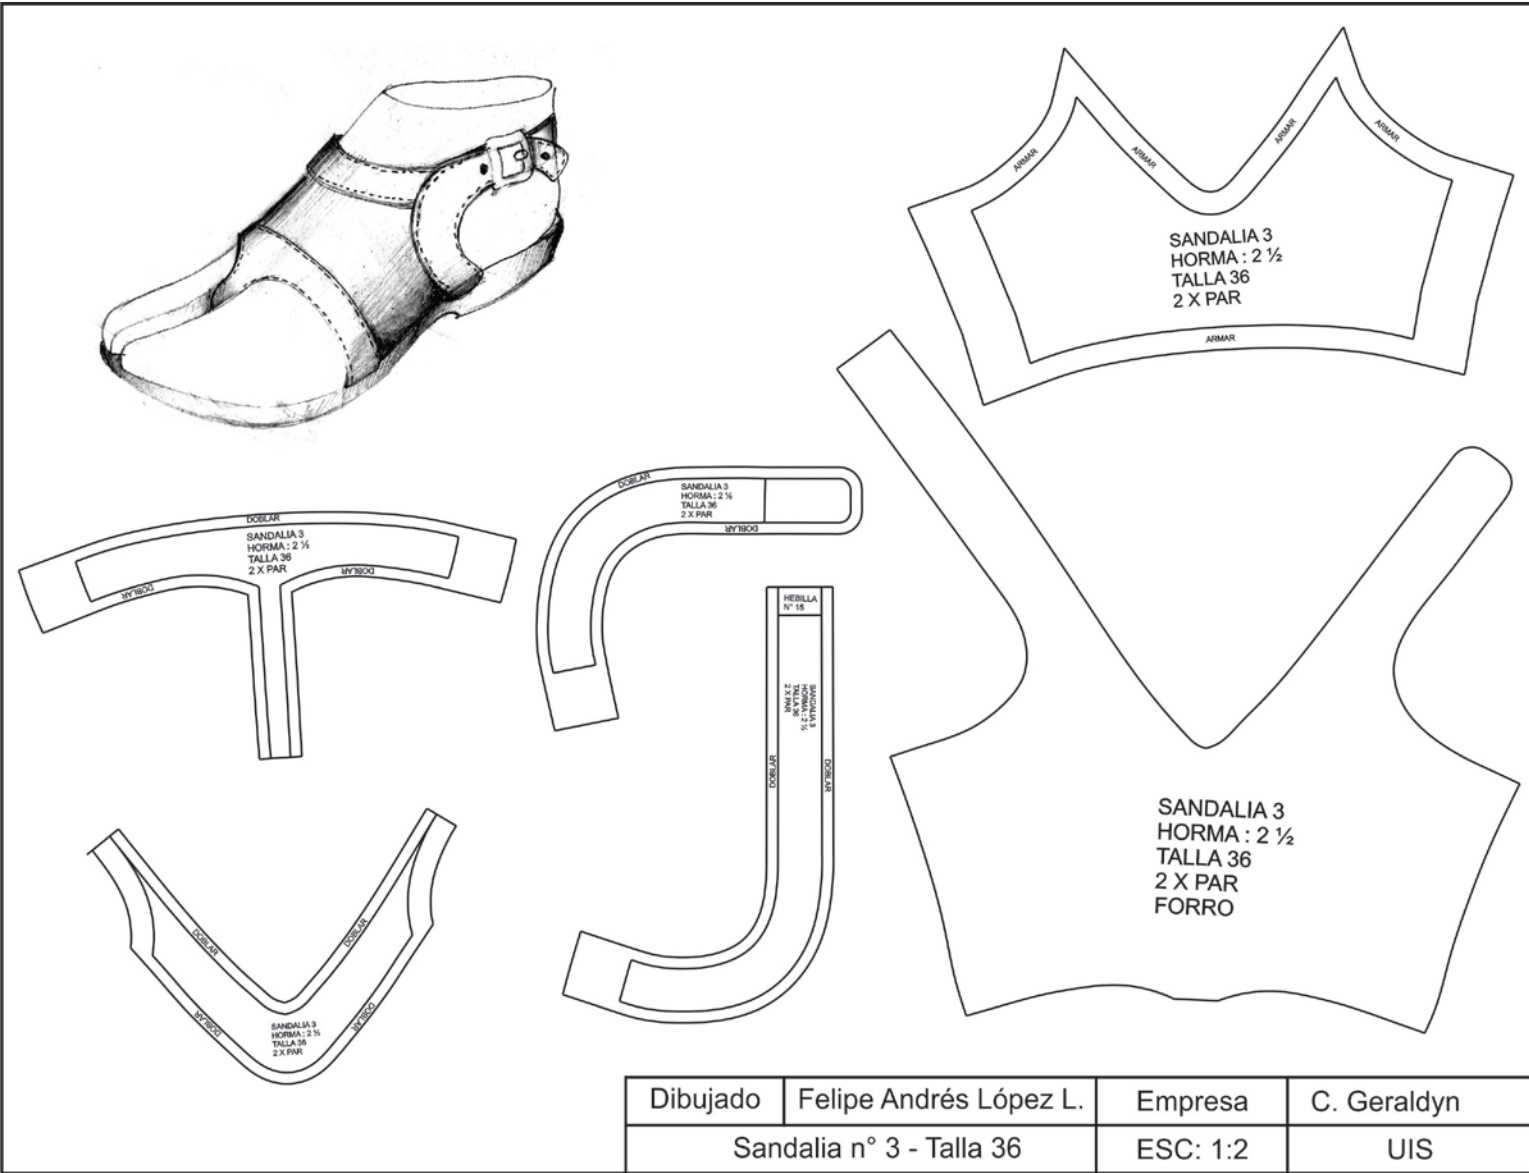 ARMAR
ARMAR
ARMAR
ARMAR
SANDALIA 3
HORMA : 2 ½
TALLA 36
2 X PAR
ARMAR
DOBLAR
SANDALIA 3
HORMA : 2 ½
TALLA 36
2 X PAR
DOBLAR
DOBLAR
DOBLAR
SANDALIA 3
HORMA : 2 ½
TALLA 36
2 X PAR
DOBLAR
HEBILLA
N° 15
SANDALIA 3
HORMA : 2 ½
TALLA 36
2 X PAR
DOBLAR
DOBLAR
SANDALIA 3
HORMA : 2 ½
TALLA 36
2 X PAR
FORRO
DOBLAR
DOBLAR
DOBLAR
DOBLAR
SANDALIA 3
HORMA : 2 ½
TALLA 36
2 X PAR
Dibujado Felipe Andrés López L. Empresa C. Geraldyn
Sandalia n° 3 - Talla 36 ESC: 1:2 UIS